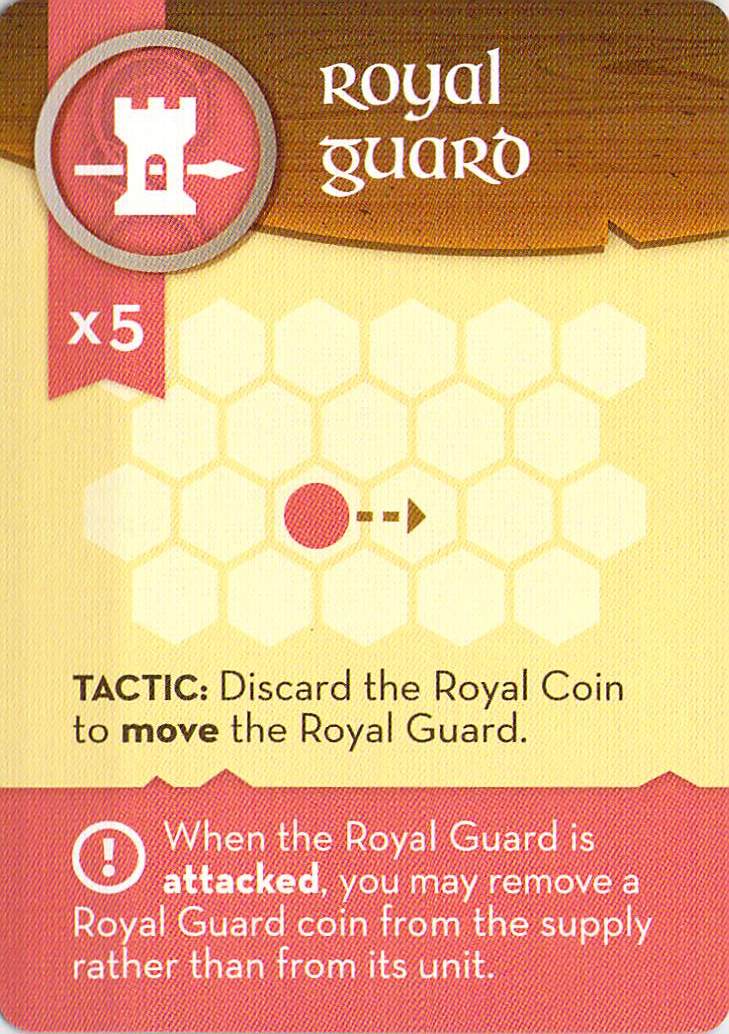 Royal
Guard
x5
TACTIC: Discard the Royal Coin
to move the Royal Guard.
! When the Royal Guard is
attacked, you may remove a
Royal Guard coin from the supply
rather than from its unit.